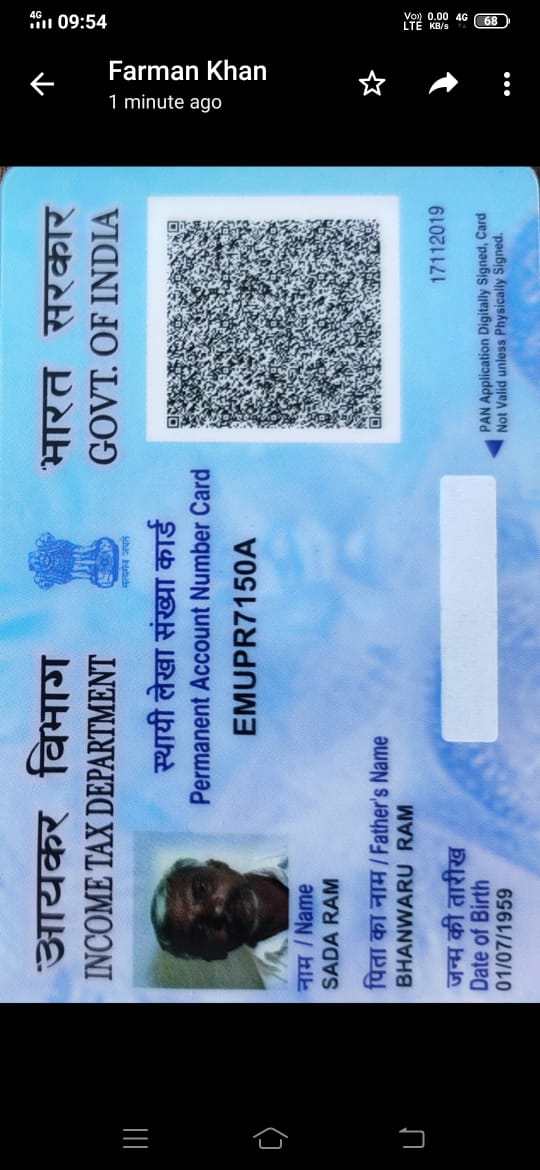 4G 09:54 Vo)) LTE 0.00 KB/s 4G 68
Farman Khan
1 minute ago
आयकर विभाग
INCOME TAX DEPARTMENT
सत्यमेव जयते
भारत सरकार
GOVT. OF INDIA
स्थायी लेखा संख्या कार्ड
Permanent Account Number Card
EMUPR7150A
नाम / Name
SADA RAM
पिता का नाम / Father's Name
BHANWARU RAM
जन्म की तारीख
Date of Birth
01/07/1959
17112019
PAN Application Digitally Signed, Card
Not Valid unless Physically Signed.